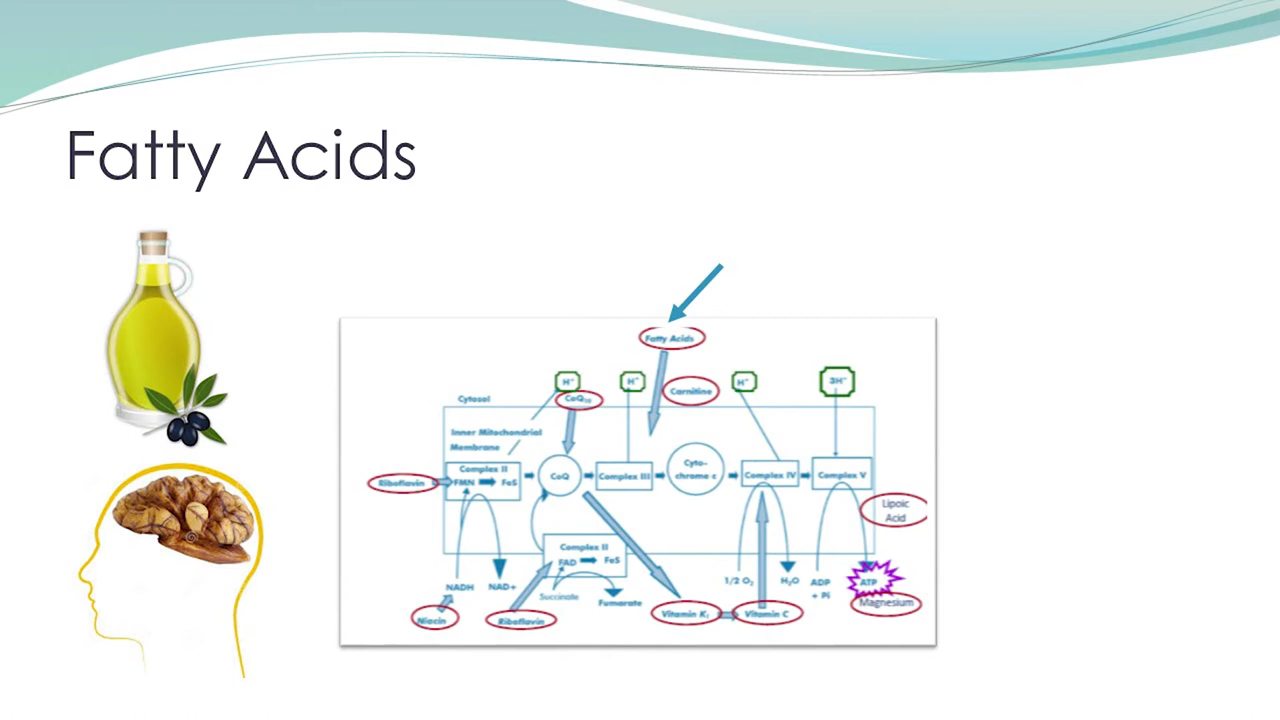 Fatty Acids
Fatty Acids
H⁺
H⁺
H⁺
3H⁺
Carnitine
CoQ₁₀
Cytosol
Inner Mitochondrial
Membrane
Cyto-
chrome c
Complex II
FMN
FeS
CoQ
Complex III
Complex IV
Complex V
Riboflavin
Lipoic
Acid
Complex II
FAD
FeS
NADH
NAD+
Succinate
Fumarate
1/2 O₂
H₂O
ADP
+ Pi
ATP
Magnesium
Niacin
Riboflavin
Vitamin K₁
Vitamin C